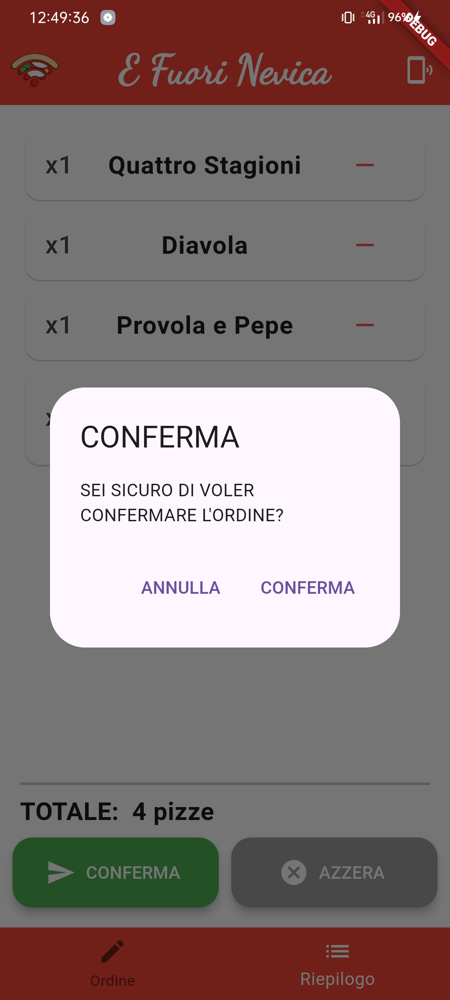 12:49:36
4G 96%
DEBUG
E Fuori Nevica
x1 Quattro Stagioni
x1 Diavola
x1 Provola e Pepe
CONFERMA
SEI SICURO DI VOLER
CONFERMARE L'ORDINE?
ANNULLA CONFERMA
TOTALE: 4 pizze
CONFERMA AZZERA
Ordine Riepilogo